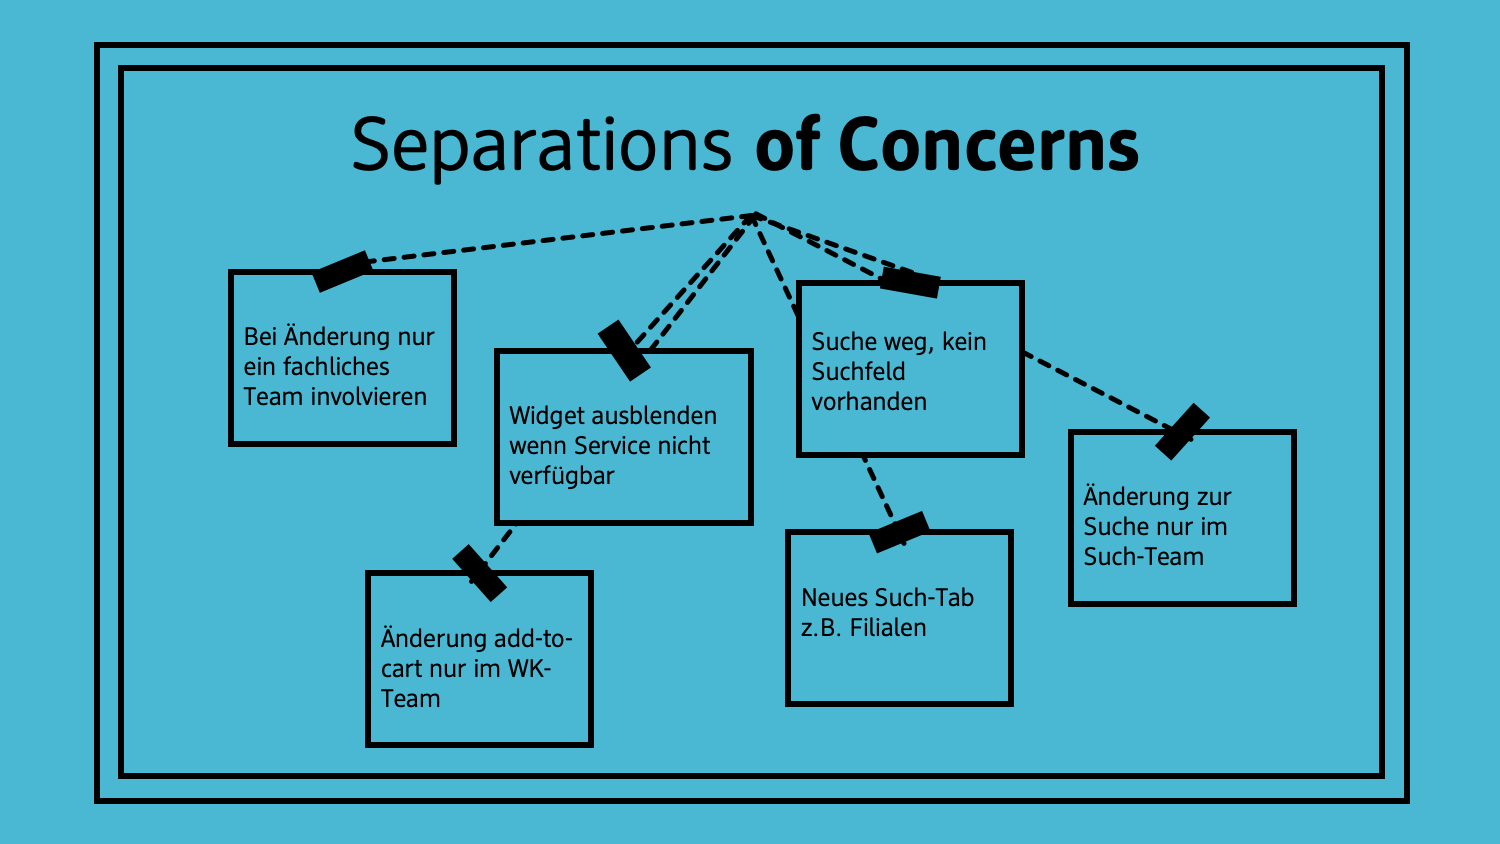 Separations of Concerns
Bei Änderung nur
ein fachliches
Team involvieren
Widget ausblenden
wenn Service nicht
verfügbar
Suche weg, kein
Suchfeld
vorhanden
Änderung zur
Suche nur im
Such-Team
Änderung add-to-
cart nur im WK-
Team
Neues Such-Tab
z.B. Filialen